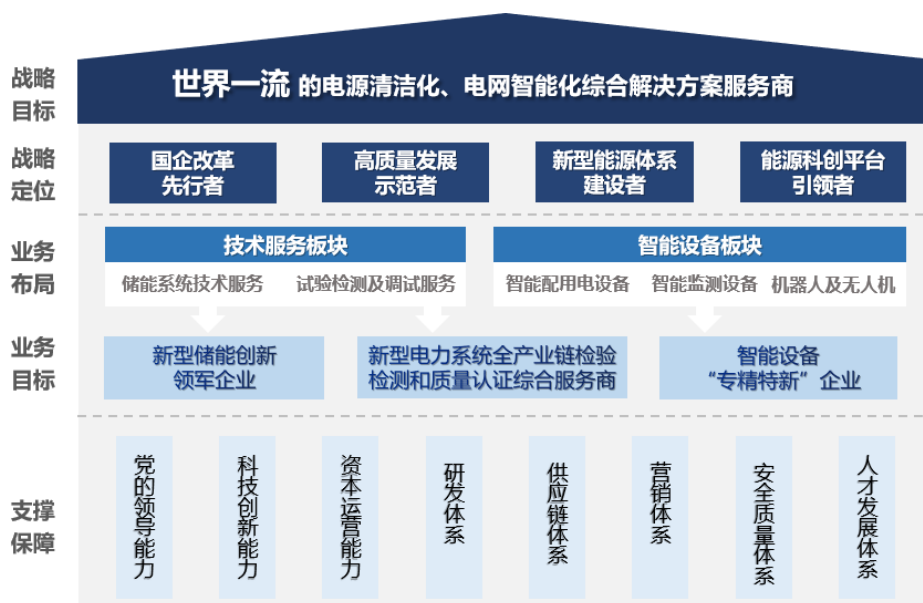 战略
目标
世界一流 的电源清洁化、电网智能化综合解决方案服务商
战略
定位
国企改革
先行者
高质量发展
示范者
新型能源体系
建设者
能源科创平台
引领者
业务
布局
技术服务板块
储能系统技术服务
试验检测及调试服务
智能设备板块
智能配用电设备
智能监测设备
机器人及无人机
业务
目标
新型储能创新
领军企业
新型电力系统全产业链检验
检测和质量认证综合服务商
智能设备
“专精特新”企业
支撑
保障
党的领导能力
科技创新能力
资本运营能力
研发体系
供应链体系
营销体系
安全质量体系
人才发展体系